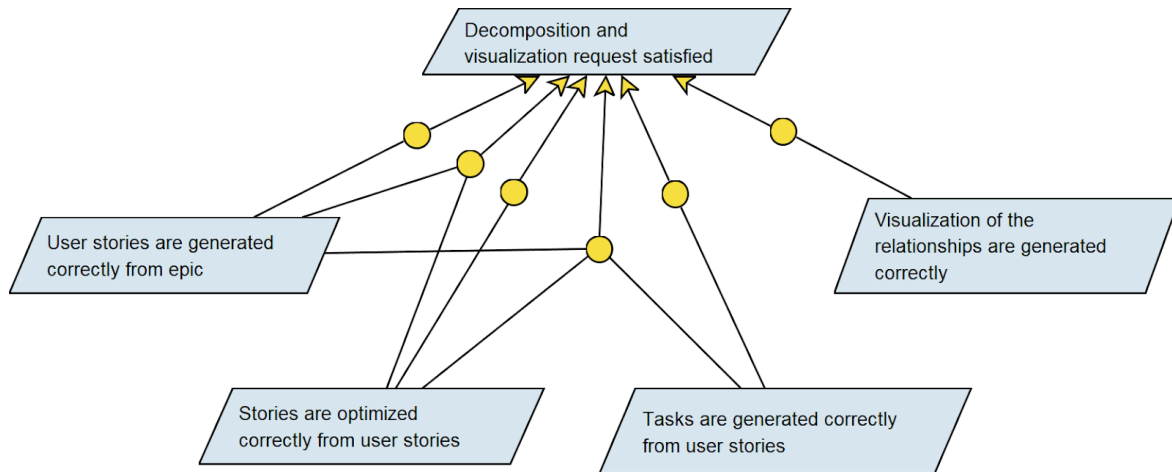 Decomposition and
visualization request satisfied
User stories are generated
correctly from epic
Visualization of the
relationships are generated
correctly
Stories are optimized
correctly from user stories
Tasks are generated correctly
from user stories